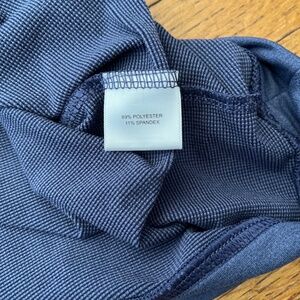 89% POLYESTER
11% SPANDEX